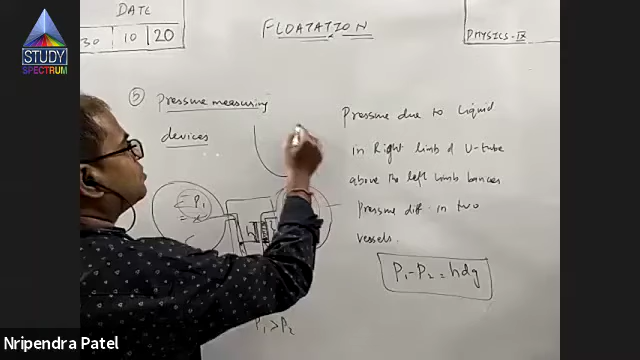 DATE
30 10 20
STUDY
SPECTRUM
FLOATATION
PHYSICS-IX
5 Pressure measuring
devices
Pressure due to liquid
in Right limb of U-tube
above the left limb bances
Pressure diff. in two
vessels.
P1-P2 = hdg
P1
h
P1>P2
Nripendra Patel